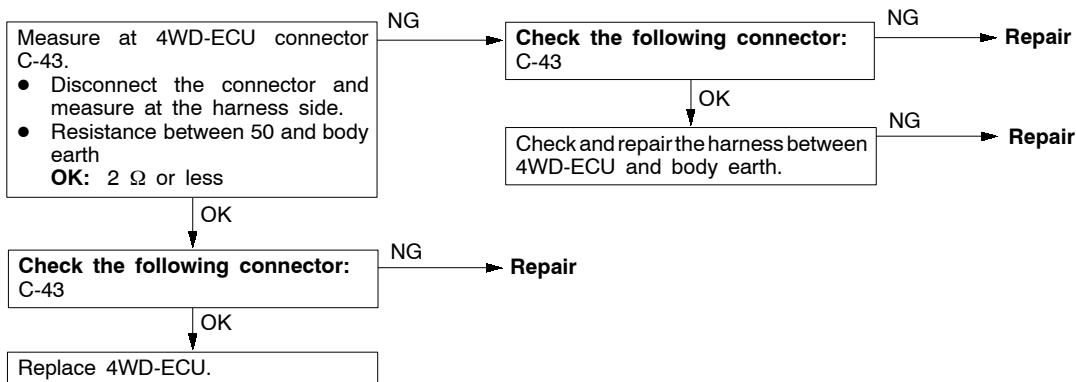 Measure at 4WD-ECU connector
C-43.
● Disconnect the connector and
measure at the harness side.
● Resistance between 50 and body
earth
OK: 2 Ω or less
NG
Check the following connector:
C-43
NG
Repair
OK
Check and repair the harness between
4WD-ECU and body earth.
NG
Repair
OK
Check the following connector:
C-43
NG
Repair
OK
Replace 4WD-ECU.